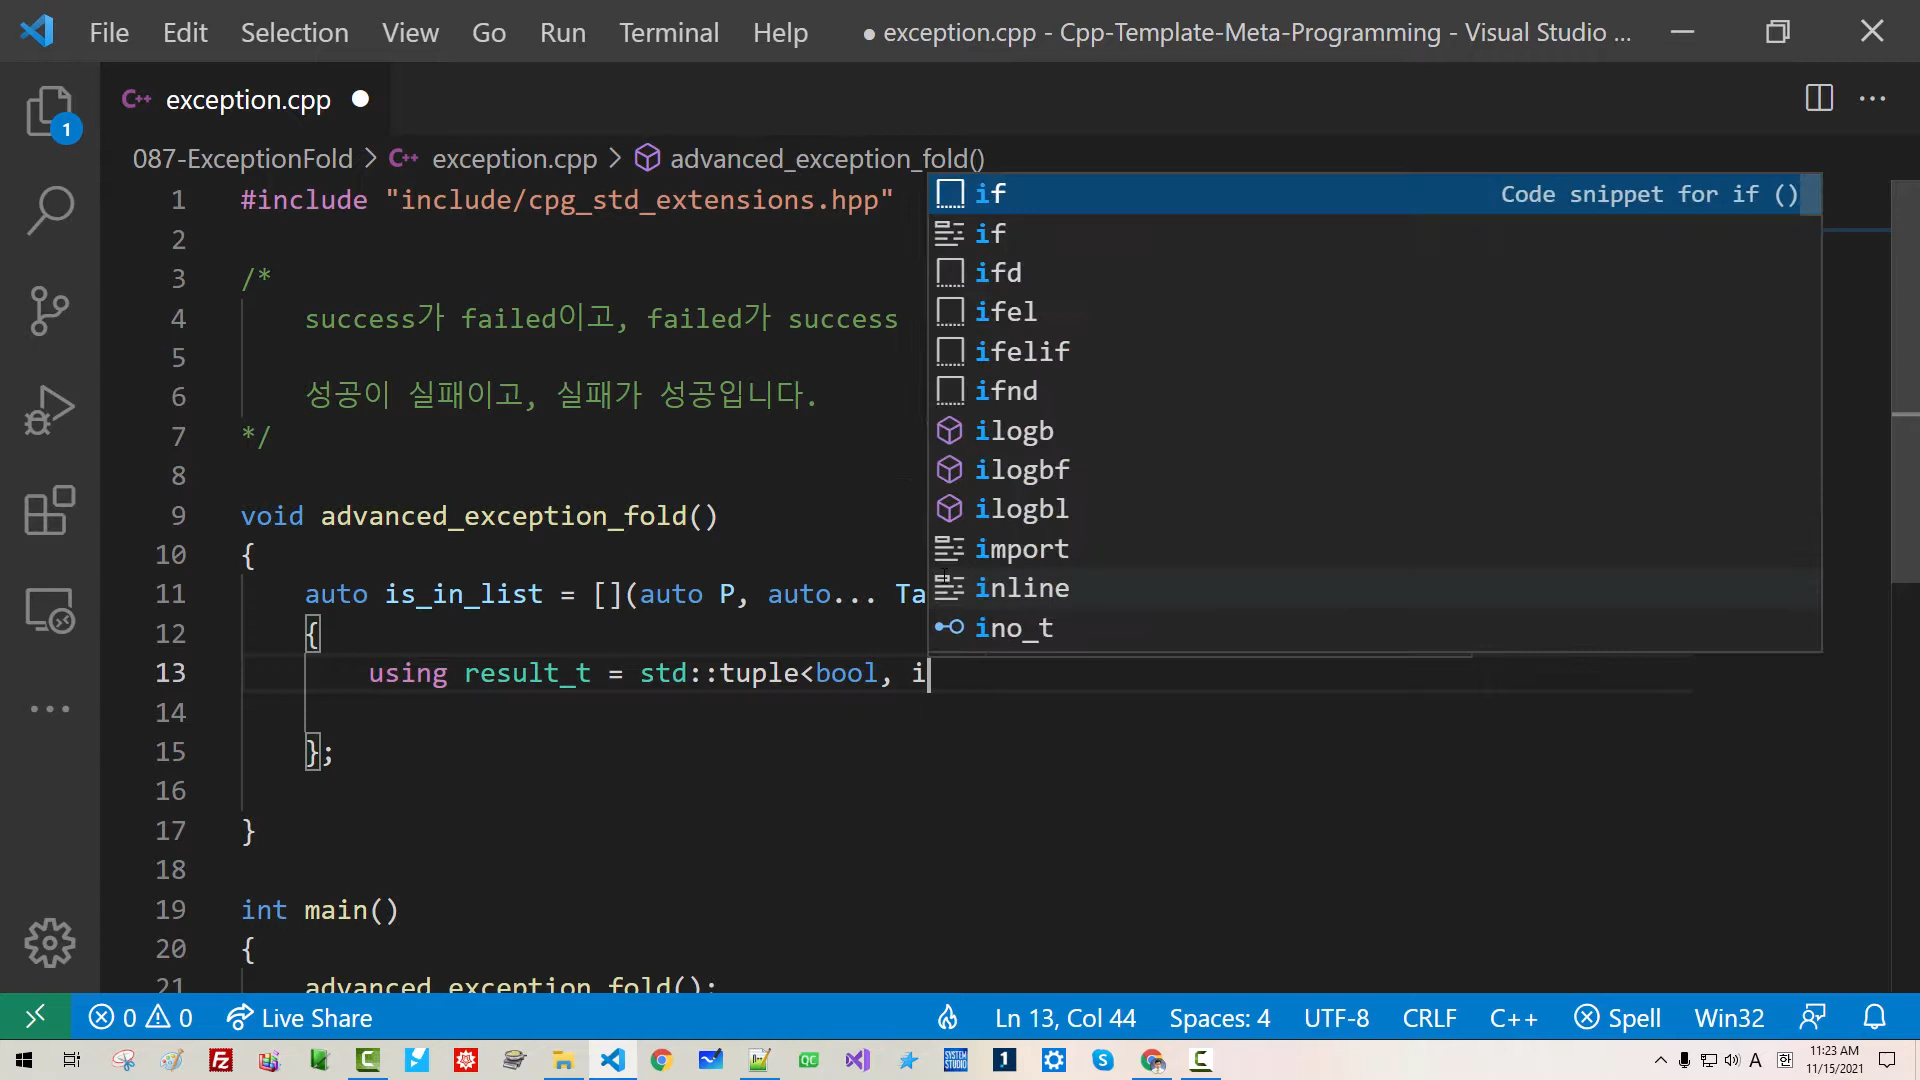 File Edit Selection View Go Run Terminal Help ● exception.cpp - Cpp-Template-Meta-Programming - Visual Studio ...
C++ exception.cpp ●
1
087-ExceptionFold > C++ exception.cpp > advanced_exception_fold()
1 #include "include/cpg_std_extensions.hpp"
2
3 /*
4 success가 failed이고, failed가 success
5
6 성공이 실패이고, 실패가 성공입니다.
7 */
8
9 void advanced_exception_fold()
10 {
11 auto is_in_list = [](auto P, auto... Ta
12 {
13 using result_t = std::tuple<bool, i
14
15 };
16
17 }
18
19 int main()
20 {
21 advanced_exception_fold();
if Code snippet for if ()
if
ifd
ifel
ifelif
ifnd
ilogb
ilogbf
ilogbl
import
inline
ino_t
0 0 Live Share Ln 13, Col 44 Spaces: 4 UTF-8 CRLF C++ Spell Win32
A 한 11:23 AM
11/15/2021